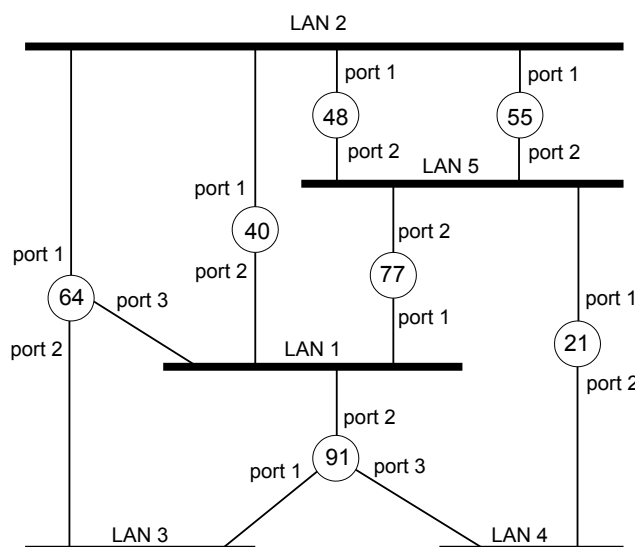 LAN 2
port 1
port 1
48
55
port 2
port 2
LAN 5
port 1
40
port 2
port 2
port 1
77
64
port 3
port 1
port 1
port 2
21
LAN 1
port 2
port 2
91
port 1
port 3
LAN 3
LAN 4